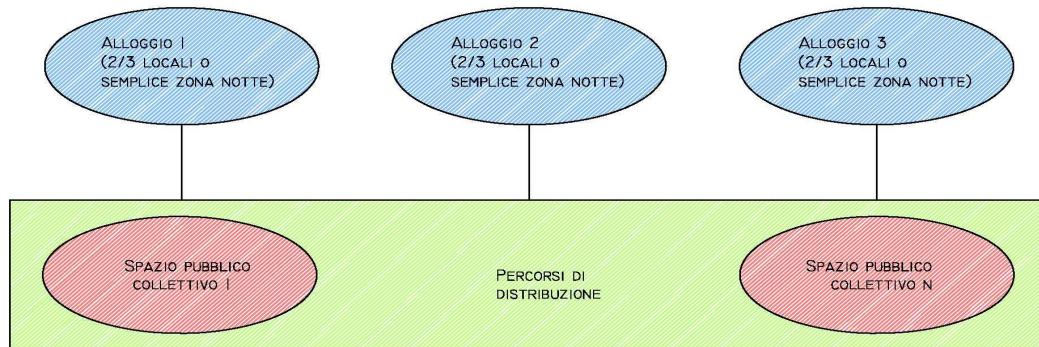 Alloggio 1
(2/3 locali o
semplice zona notte)
Alloggio 2
(2/3 locali o
semplice zona notte)
Alloggio 3
(2/3 locali o
semplice zona notte)
Spazio pubblico
collettivo 1
Percorsi di
distribuzione
Spazio pubblico
collettivo n